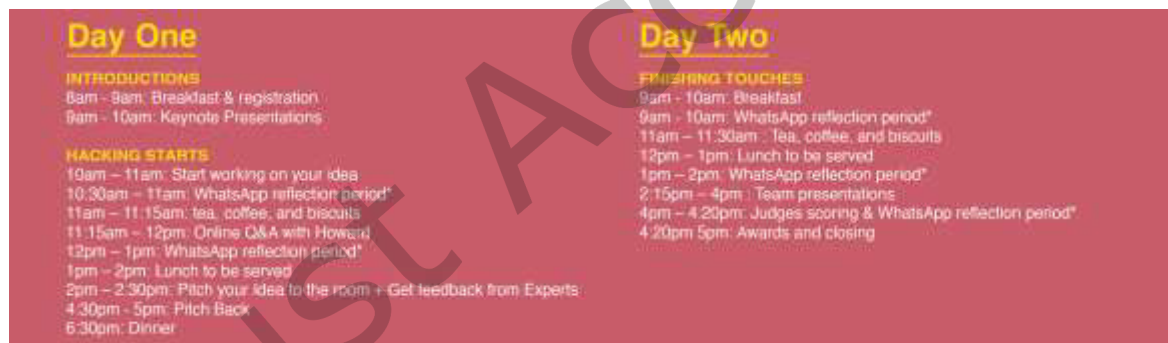 Day One
INTRODUCTIONS
8am - 9am: Breakfast & registration
9am - 10am: Keynote Presentations
HACKING STARTS
10am – 11am: Start working on your idea
10:30am – 11am: WhatsApp reflection period*
11am – 11:15am: tea, coffee, and biscuits
11:15am – 12pm: Online Q&A with Howard
12pm – 1pm: WhatsApp reflection period*
1pm – 2pm: Lunch to be served
2pm – 2:30pm: Pitch your idea to the room + Get feedback from Experts
4:30pm - 5pm: Pitch Back
6:30pm: Dinner
Day Two
FINISHING TOUCHES
9am - 10am: Breakfast
9am - 10am: WhatsApp reflection period*
11am – 11:30am : Tea, coffee, and biscuits
12pm – 1pm: Lunch to be served
1pm – 2pm: WhatsApp reflection period*
2:15pm – 4pm : Team presentations
4pm – 4:20pm: Judges scoring & WhatsApp reflection period*
4:20pm 5pm: Awards and closing